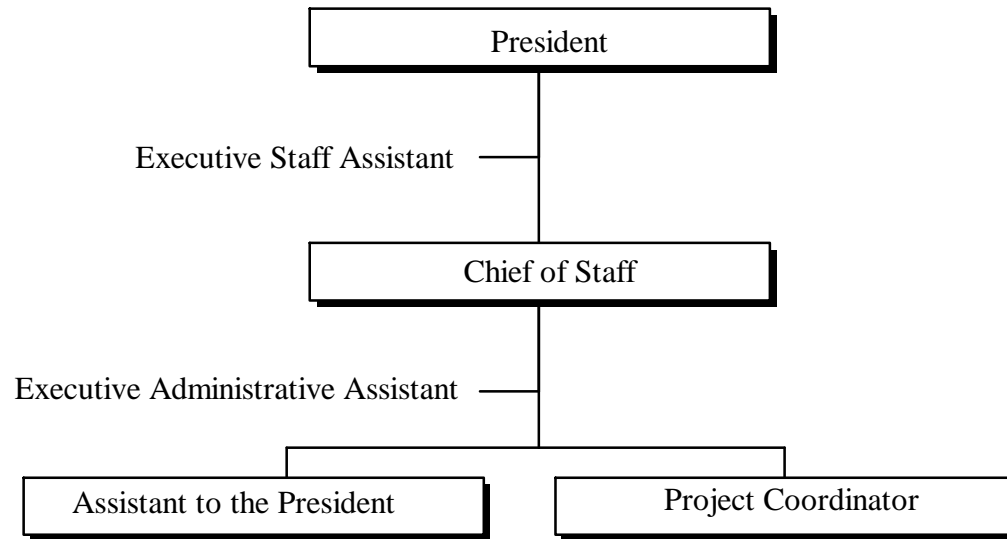 President
Executive Staff Assistant
Chief of Staff
Executive Administrative Assistant
Assistant to the President
Project Coordinator